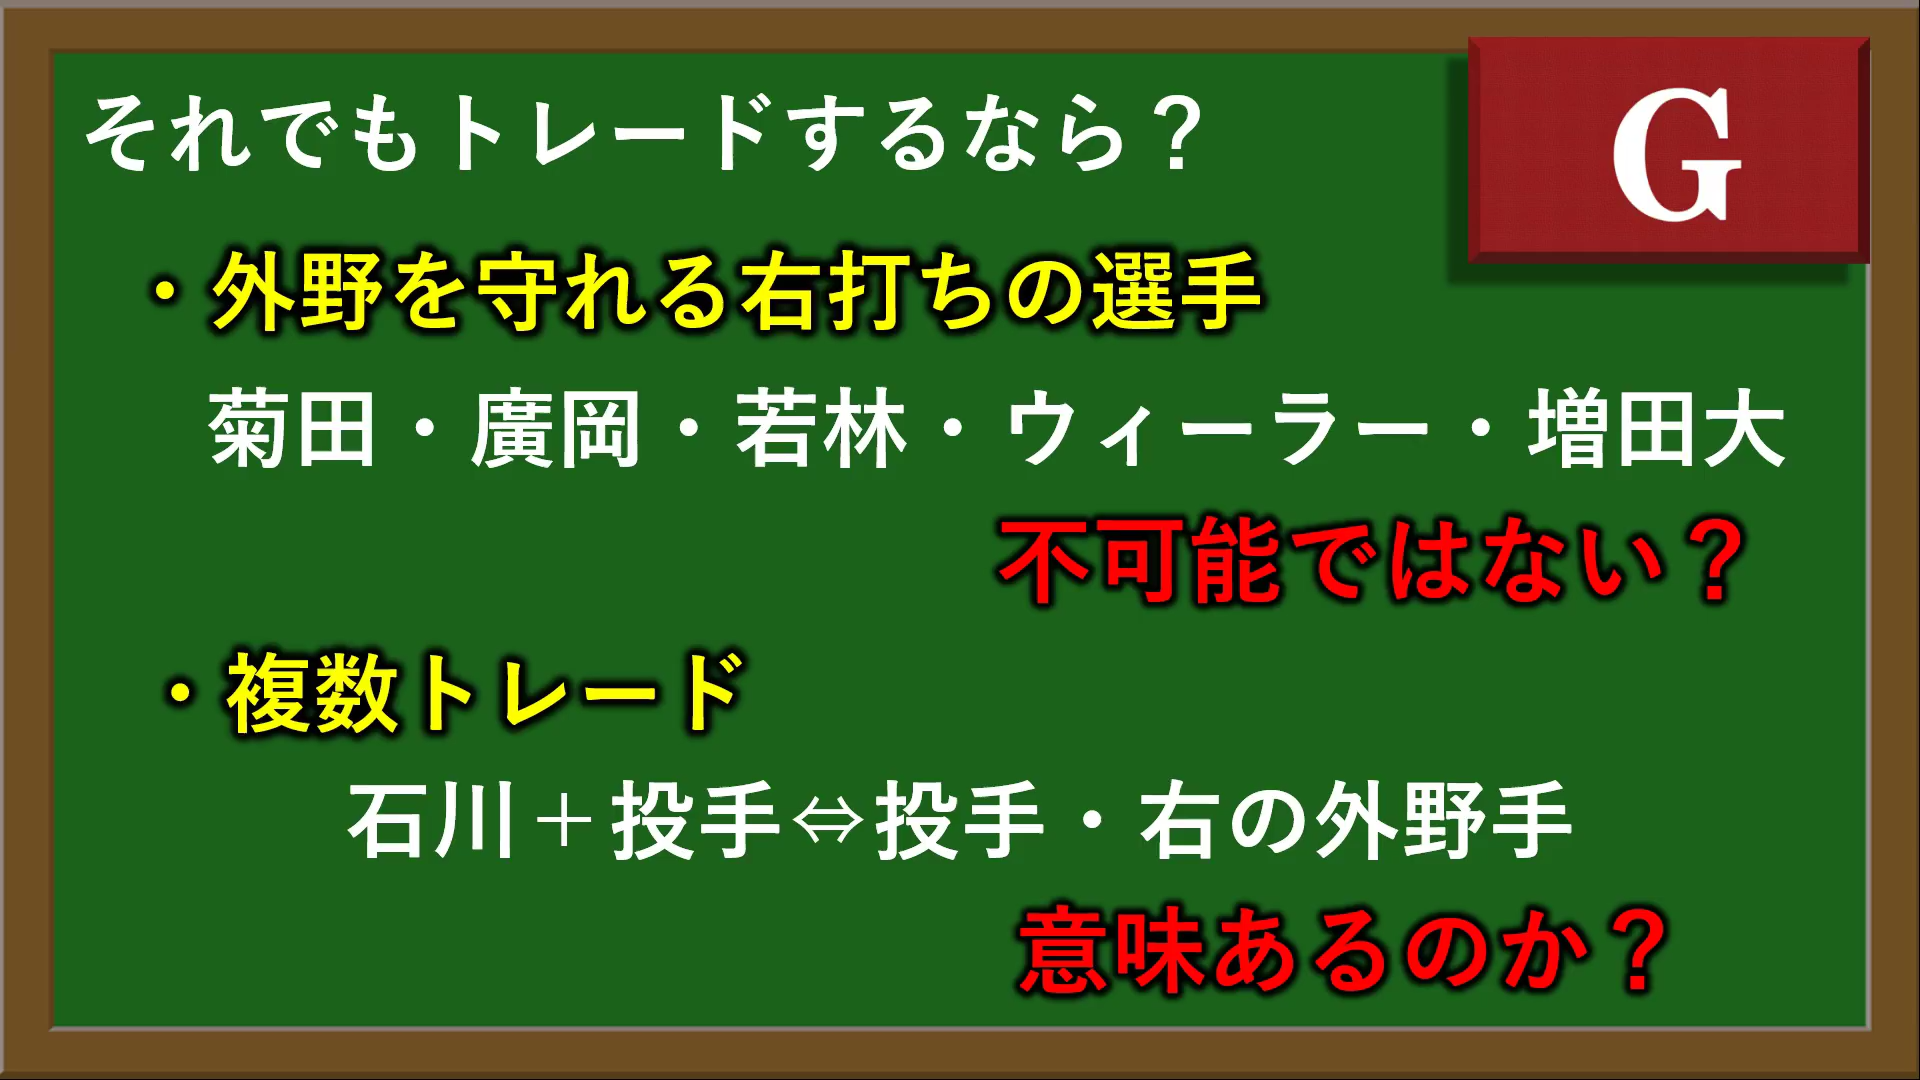 それでもトレードするなら？
G
・外野を守れる右打ちの選手
菊田・廣岡・若林・ウィーラー・増田大
不可能ではない？
・複数トレード
石川＋投手⇔投手・右の外野手
意味あるのか？